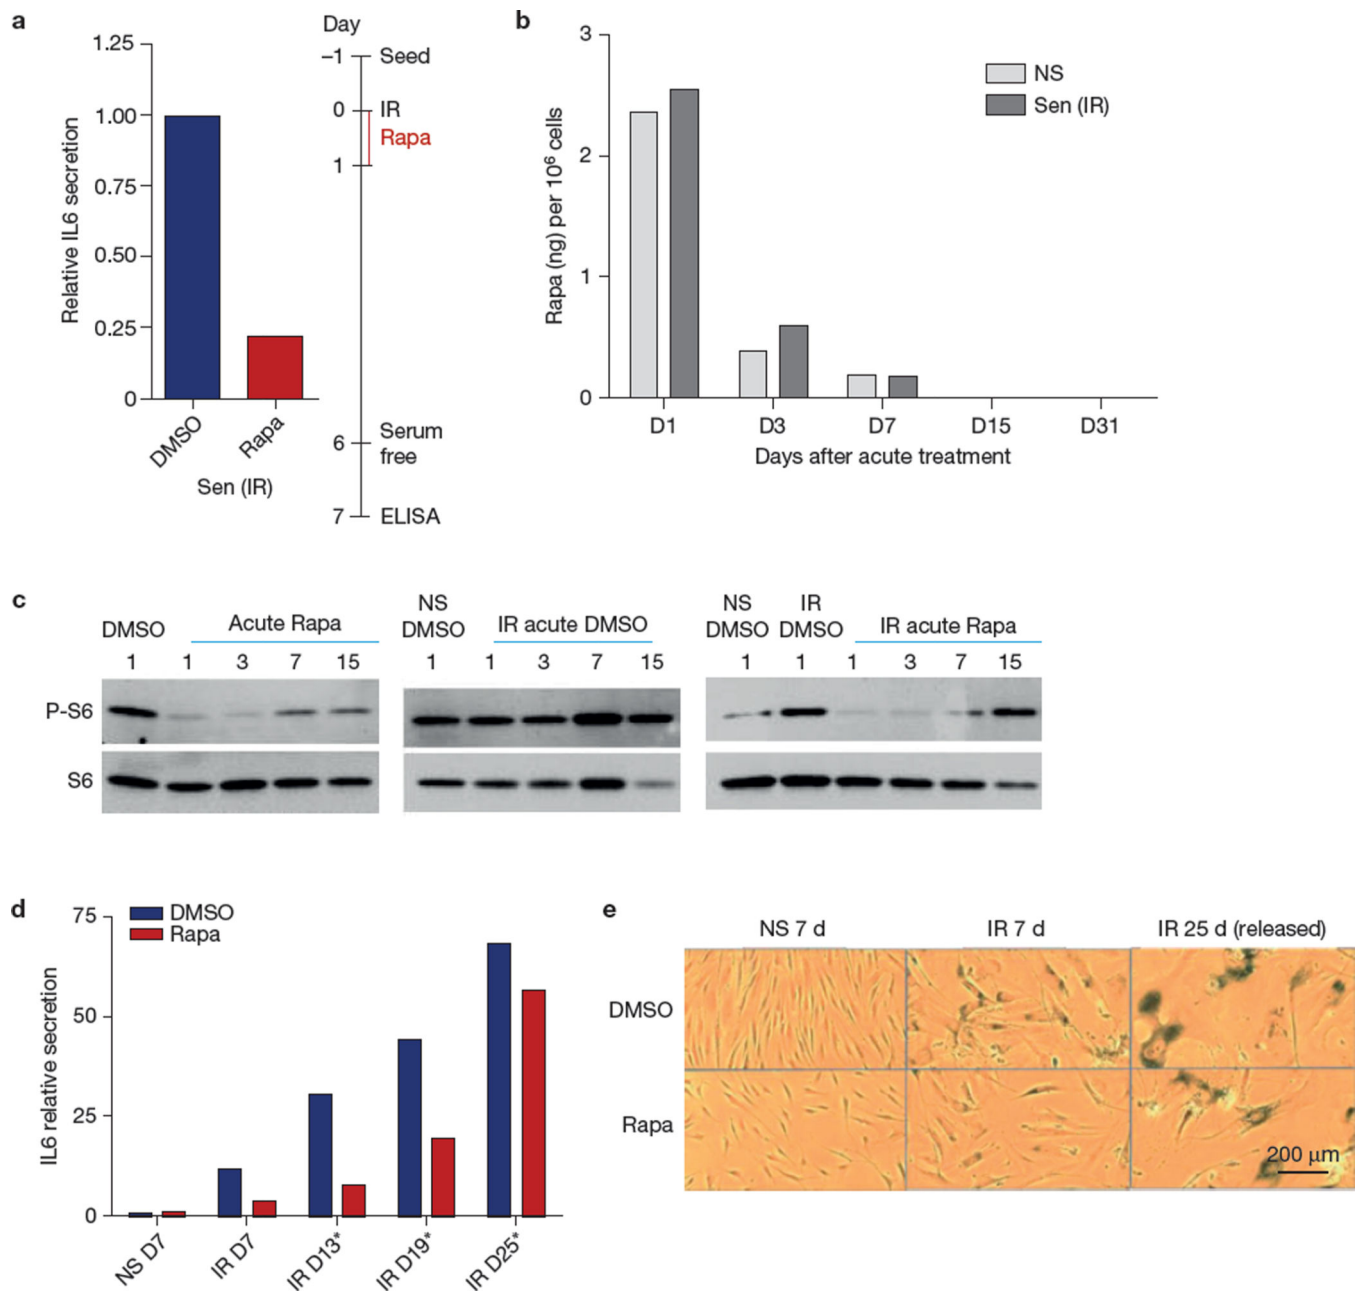 a
Day
1.25
1.00
0.75
0.50
0.25
0
Relative IL6 secretion
DMSO
Rapa
Sen (IR)
–1
Seed
0
IR
Rapa
1
6
Serum
free
7
ELISA
b
3
2
1
0
Rapa (ng) per 10⁶ cells
NS
Sen (IR)
D1
D3
D7
D15
D31
Days after acute treatment
c
DMSO
Acute Rapa
1
1
3
7
15
NS
DMSO
IR acute DMSO
1
1
3
7
15
NS
DMSO
IR
DMSO
IR acute Rapa
1
1
1
3
7
15
P-S6
S6
d
75
50
25
0
IL6 relative secretion
DMSO
Rapa
NS D7
IR D7
IR D13*
IR D19*
IR D25*
e
NS 7 d
IR 7 d
IR 25 d (released)
DMSO
Rapa
200 μm